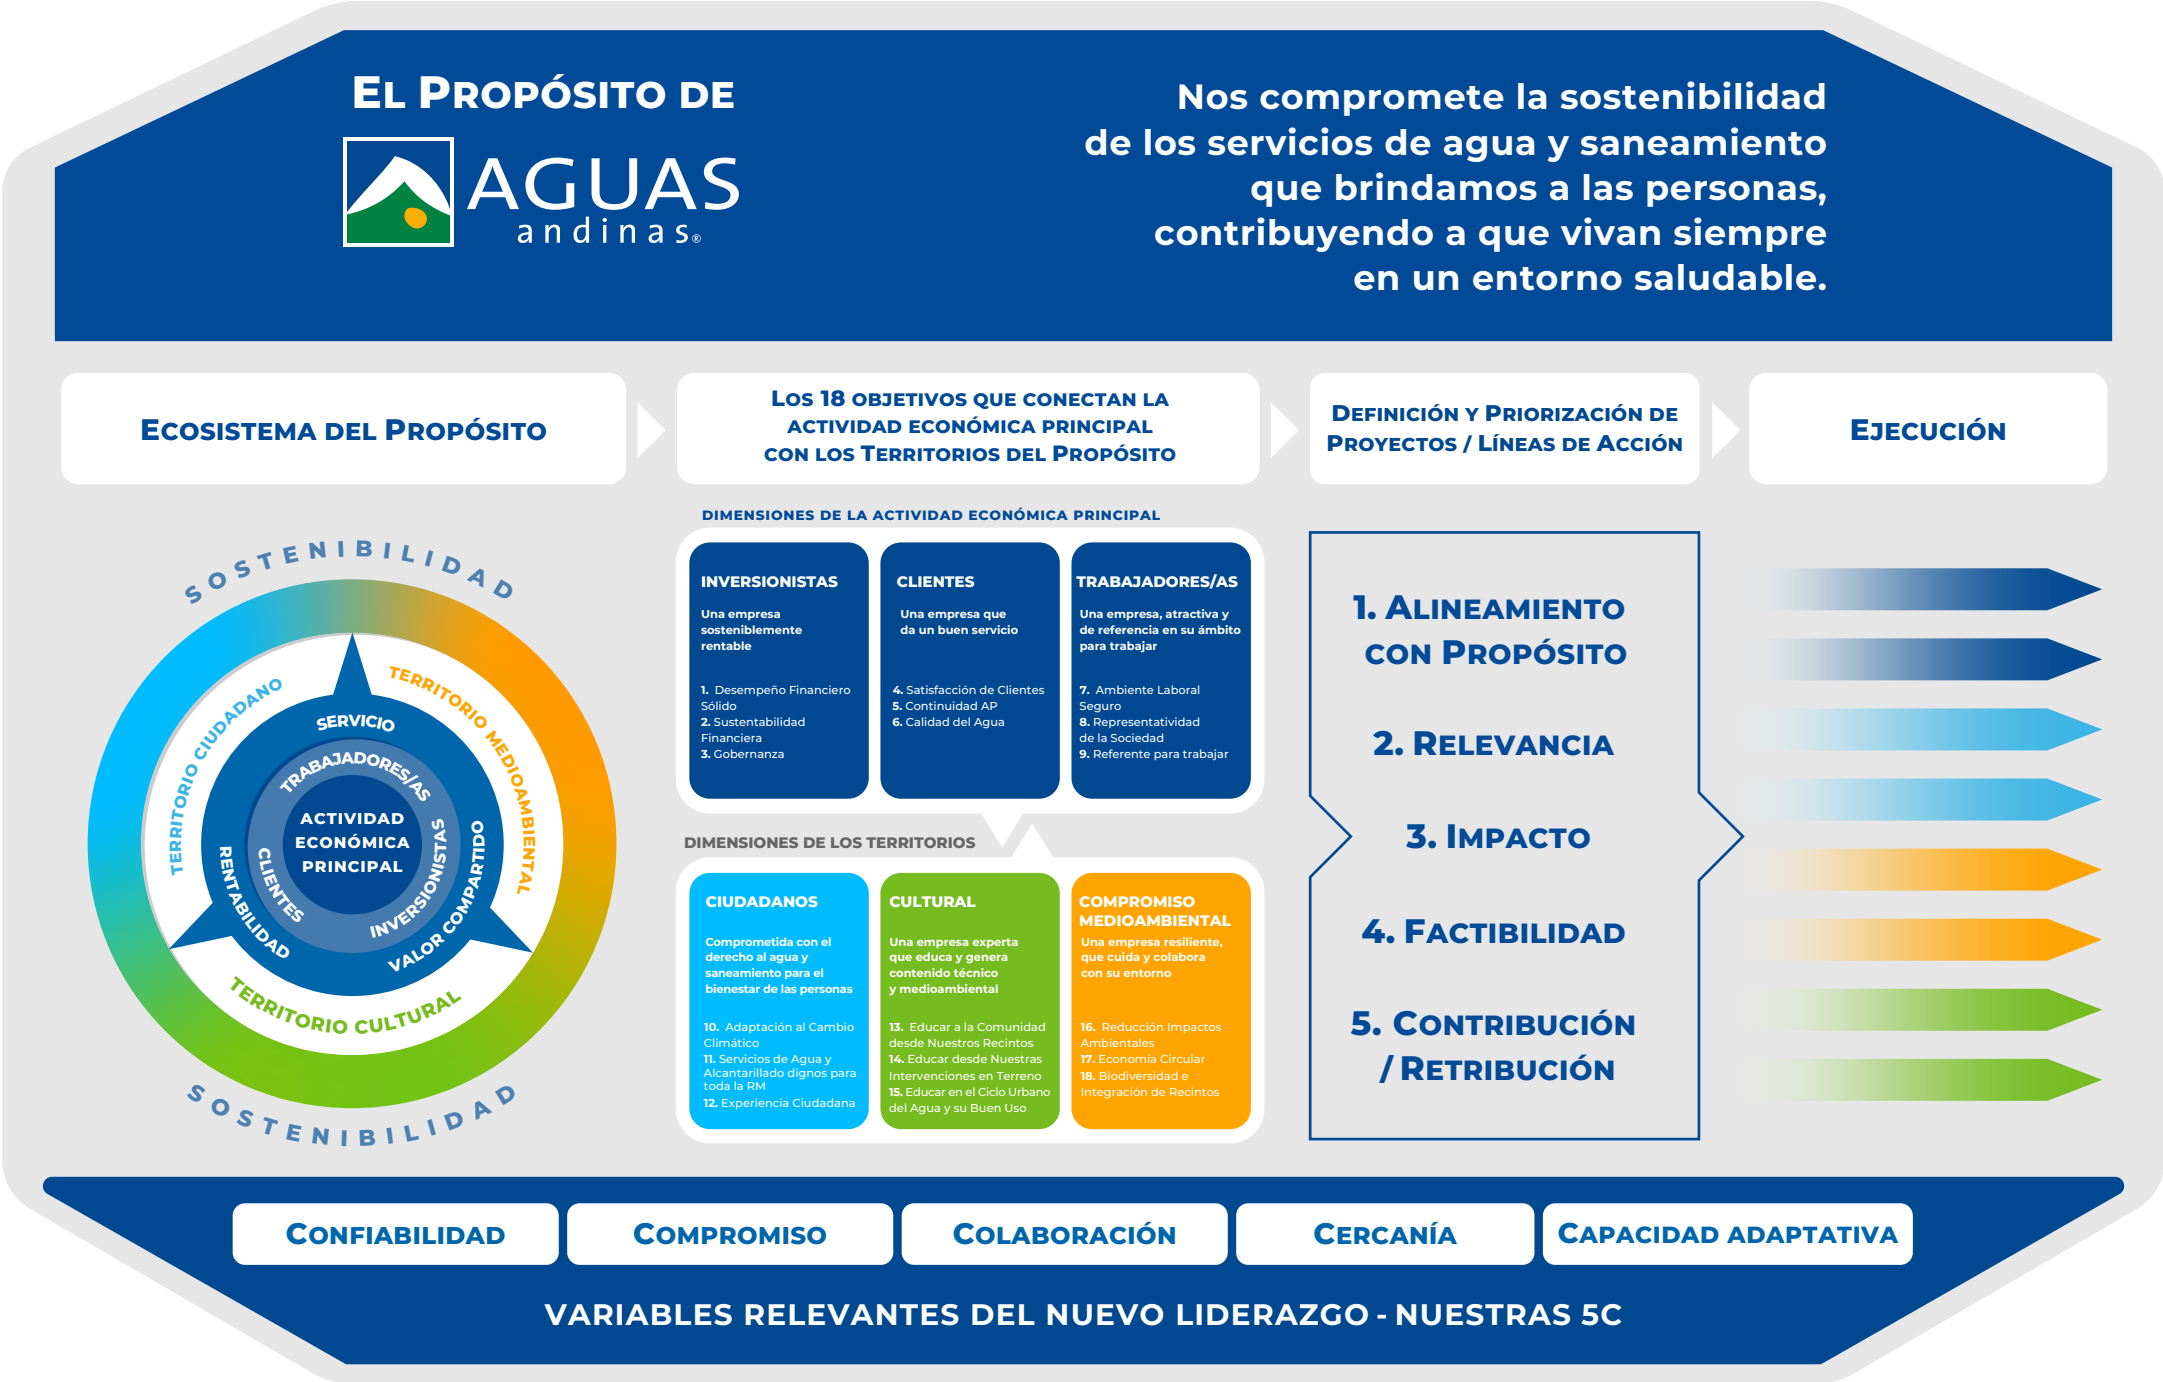 EL PROPÓSITO DE
AGUAS
andinas®
Nos compromete la sostenibilidad
de los servicios de agua y saneamiento
que brindamos a las personas,
contribuyendo a que vivan siempre
en un entorno saludable.
ECOSISTEMA DEL PROPÓSITO
LOS 18 OBJETIVOS QUE CONECTAN LA
ACTIVIDAD ECONÓMICA PRINCIPAL
CON LOS TERRITORIOS DEL PROPÓSITO
DEFINICIÓN Y PRIORIZACIÓN DE
PROYECTOS / LÍNEAS DE ACCIÓN
EJECUCIÓN
SOSTENIBILIDAD
TERRITORIO CIUDADANO
TERRITORIO MEDIOAMBIENTAL
TERRITORIO CULTURAL
SERVICIO
RENTABILIDAD
VALOR COMPARTIDO
TRABAJADORES/AS
CLIENTES
INVERSIONISTAS
ACTIVIDAD
ECONÓMICA
PRINCIPAL
SOSTENIBILIDAD
DIMENSIONES DE LA ACTIVIDAD ECONÓMICA PRINCIPAL
INVERSIONISTAS
Una empresa
sosteniblemente
rentable
1. Desempeño Financiero
Sólido
2. Sustentabilidad
Financiera
3. Gobernanza
CLIENTES
Una empresa que
da un buen servicio
4. Satisfacción de Clientes
5. Continuidad AP
6. Calidad del Agua
TRABAJADORES/AS
Una empresa, atractiva y
de referencia en su ámbito
para trabajar
7. Ambiente Laboral
Seguro
8. Representatividad
de la Sociedad
9. Referente para trabajar
DIMENSIONES DE LOS TERRITORIOS
CIUDADANOS
Comprometida con el
derecho al agua y
saneamiento para el
bienestar de las personas
10. Adaptación al Cambio
Climático
11. Servicios de Agua y
Alcantarillado dignos para
toda la RM
12. Experiencia Ciudadana
CULTURAL
Una empresa experta
que educa y genera
contenido técnico
y medioambiental
13. Educar a la Comunidad
desde Nuestros Recintos
14. Educar desde Nuestras
Intervenciones en Terreno
15. Educar en el Ciclo Urbano
del Agua y su Buen Uso
COMPROMISO
MEDIOAMBIENTAL
Una empresa resiliente,
que cuida y colabora
con su entorno
16. Reducción Impactos
Ambientales
17. Economía Circular
18. Biodiversidad e
Integración de Recintos
1. ALINEAMIENTO
CON PROPÓSITO
2. RELEVANCIA
3. IMPACTO
4. FACTIBILIDAD
5. CONTRIBUCIÓN
/ RETRIBUCIÓN
CONFIABILIDAD
COMPROMISO
COLABORACIÓN
CERCANÍA
CAPACIDAD ADAPTATIVA
VARIABLES RELEVANTES DEL NUEVO LIDERAZGO - NUESTRAS 5C